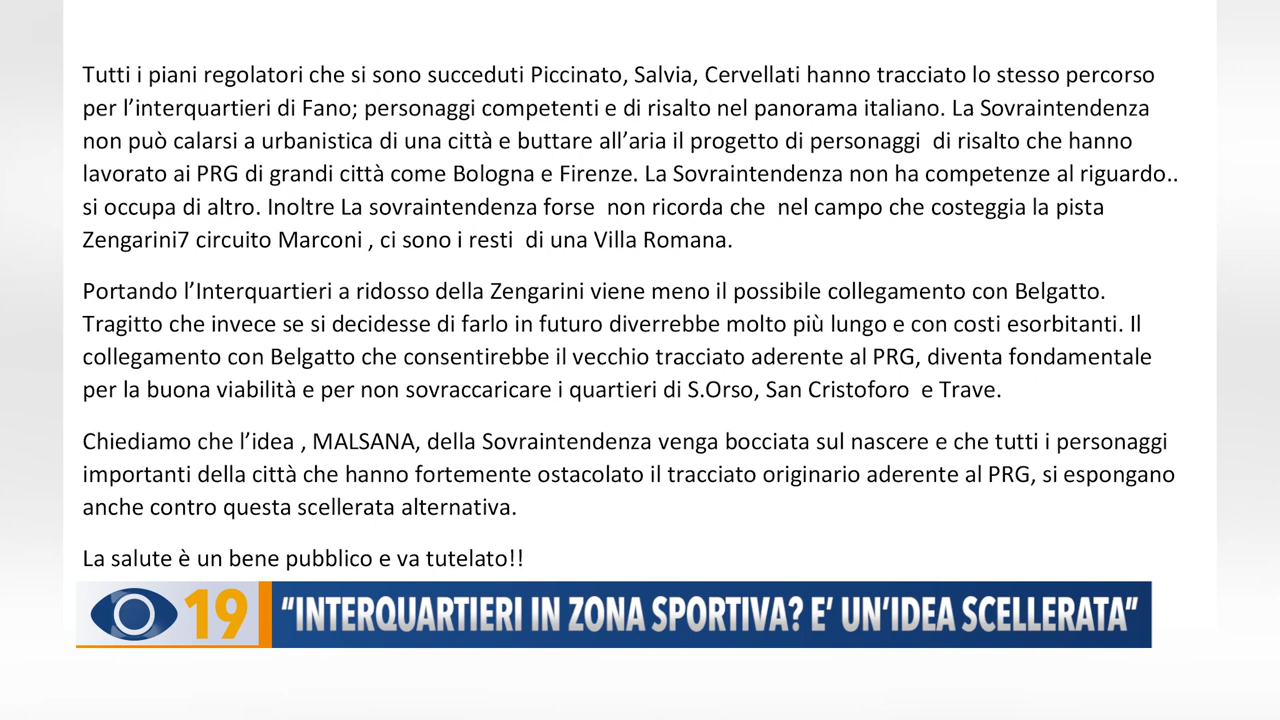 Tutti i piani regolatori che si sono succeduti Piccinato, Salvia, Cervellati hanno tracciato lo stesso percorso
per l’interquartieri di Fano; personaggi competenti e di risalto nel panorama italiano. La Sovraintendenza
non può calarsi a urbanistica di una città e buttare all’aria il progetto di personaggi  di risalto che hanno
lavorato ai PRG di grandi città come Bologna e Firenze. La Sovraintendenza non ha competenze al riguardo..
si occupa di altro. Inoltre La sovraintendenza forse  non ricorda che  nel campo che costeggia la pista
Zengarini7 circuito Marconi , ci sono i resti  di una Villa Romana.
Portando l’Interquartieri a ridosso della Zengarini viene meno il possibile collegamento con Belgatto.
Tragitto che invece se si decidesse di farlo in futuro diverrebbe molto più lungo e con costi esorbitanti. Il
collegamento con Belgatto che consentirebbe il vecchio tracciato aderente al PRG, diventa fondamentale
per la buona viabilità e per non sovraccaricare i quartieri di S.Orso, San Cristoforo  e Trave.
Chiediamo che l’idea , MALSANA, della Sovraintendenza venga bocciata sul nascere e che tutti i personaggi
importanti della città che hanno fortemente ostacolato il tracciato originario aderente al PRG, si espongano
anche contro questa scellerata alternativa.
La salute è un bene pubblico e va tutelato!!
19 “INTERQUARTIERI IN ZONA SPORTIVA? E’ UN’IDEA SCELLERATA”